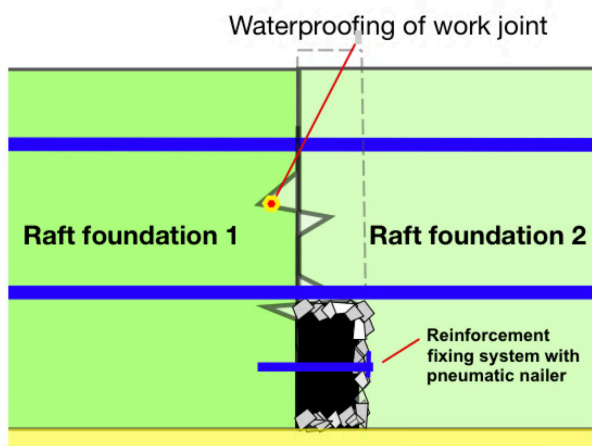 Waterproofing of work joint
Raft foundation 1
Raft foundation 2
Reinforcement
fixing system with
pneumatic nailer